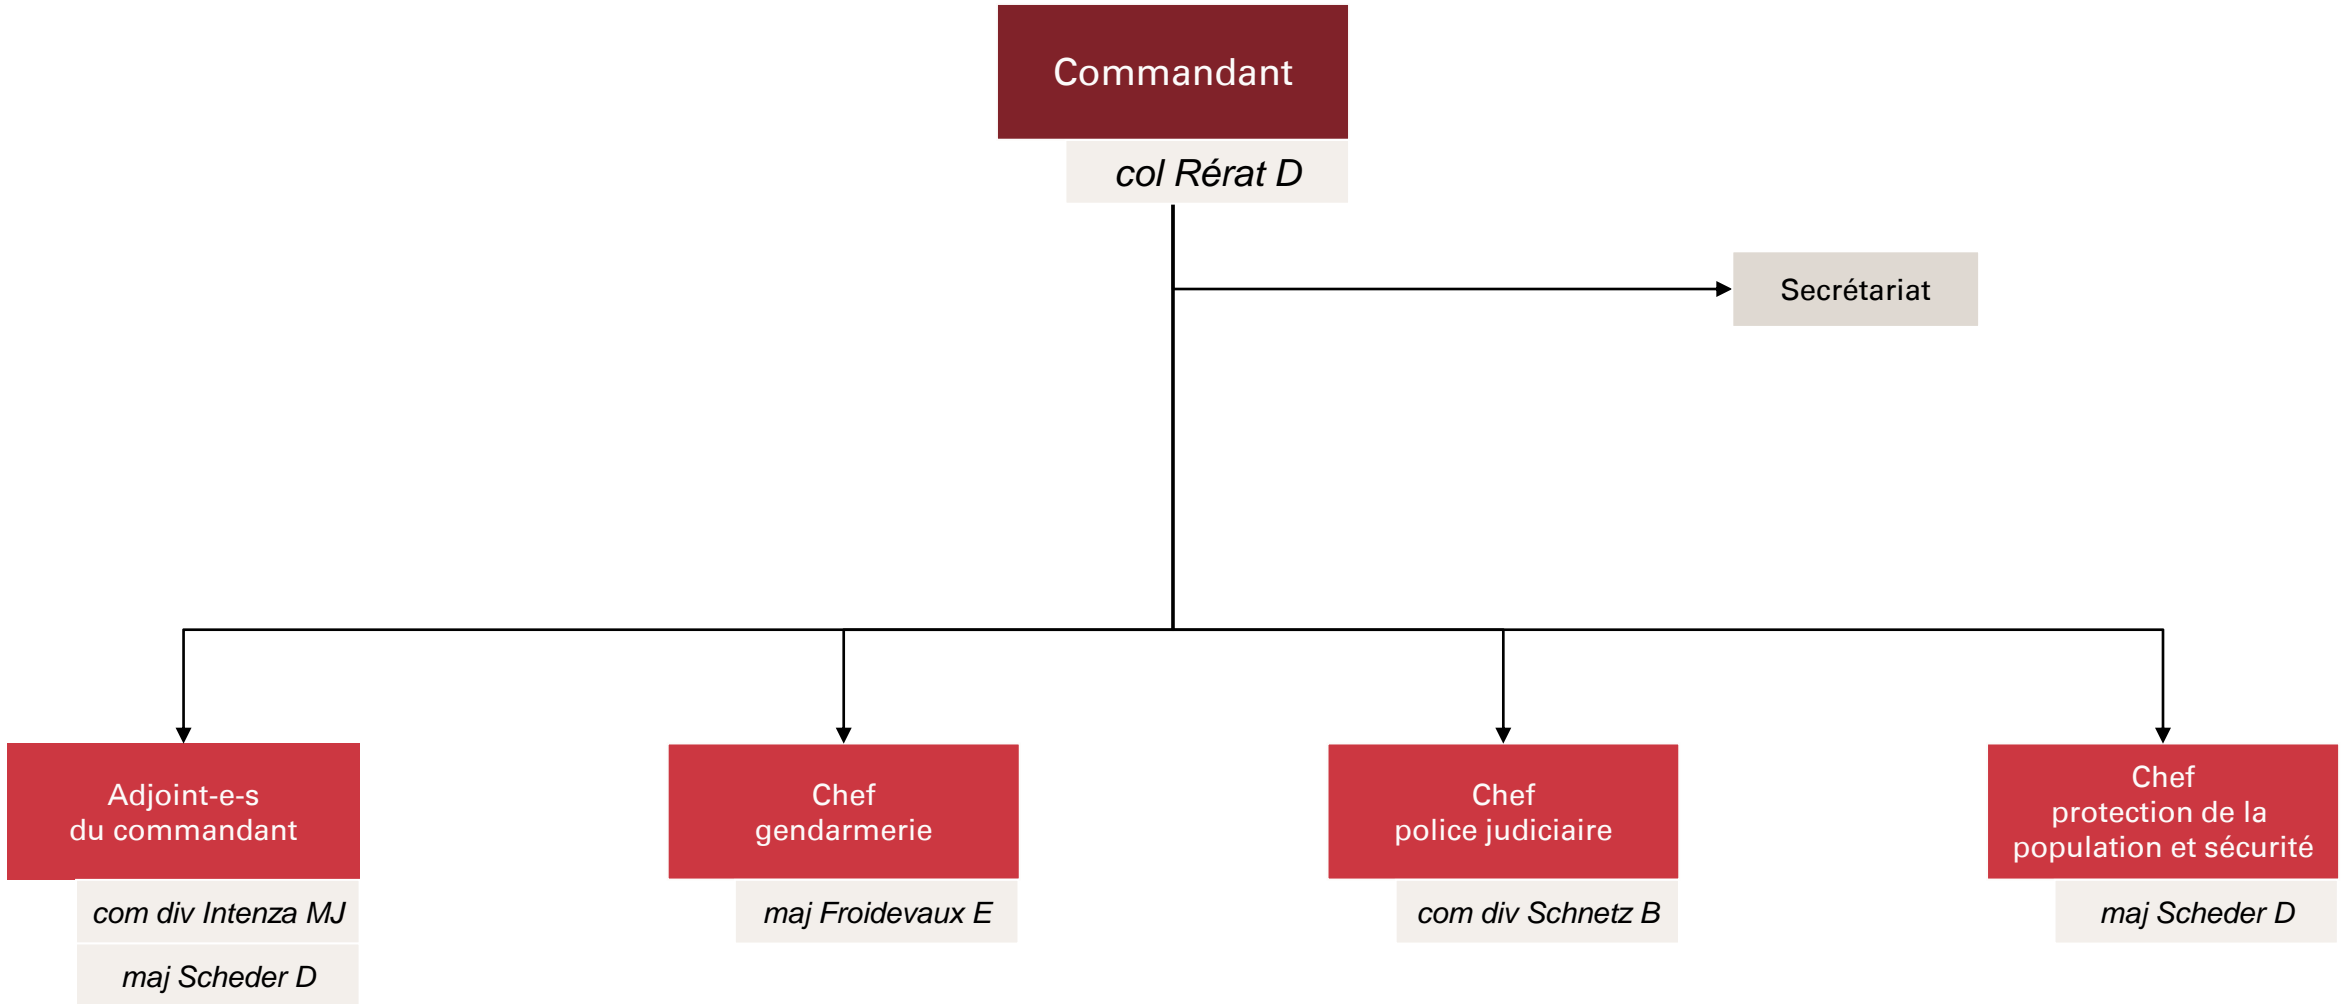 Commandant
col Rérat D
Secrétariat
Adjoint-e-s
du commandant
com div Intenza MJ
maj Scheder D
Chef
gendarmerie
maj Froidevaux E
Chef
police judiciaire
com div Schnetz B
Chef
protection de la
population et sécurité
maj Scheder D